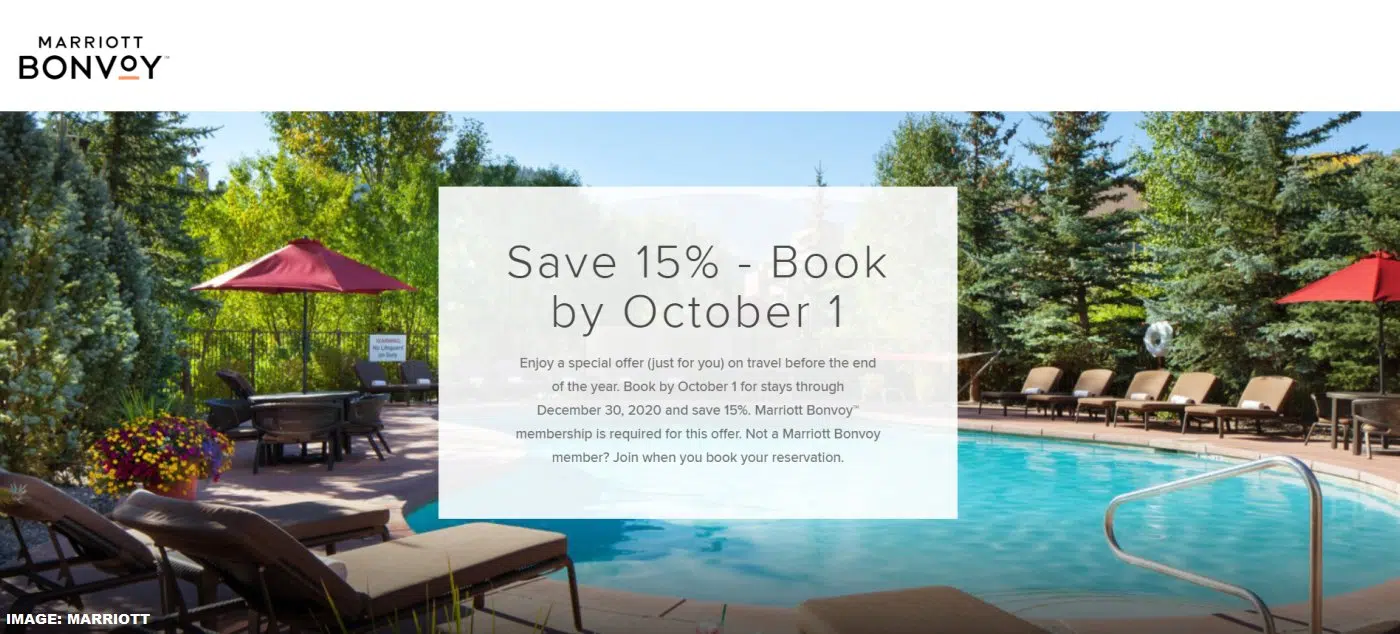 MARRIOTT
BONVOY™
Save 15% - Book
by October 1
Enjoy a special offer (just for you) on travel before the end
of the year. Book by October 1 for stays through
December 30, 2020 and save 15%. Marriott Bonvoy™
membership is required for this offer. Not a Marriott Bonvoy
member? Join when you book your reservation.
WARNING
No Lifeguard
on Duty
IMAGE: MARRIOTT